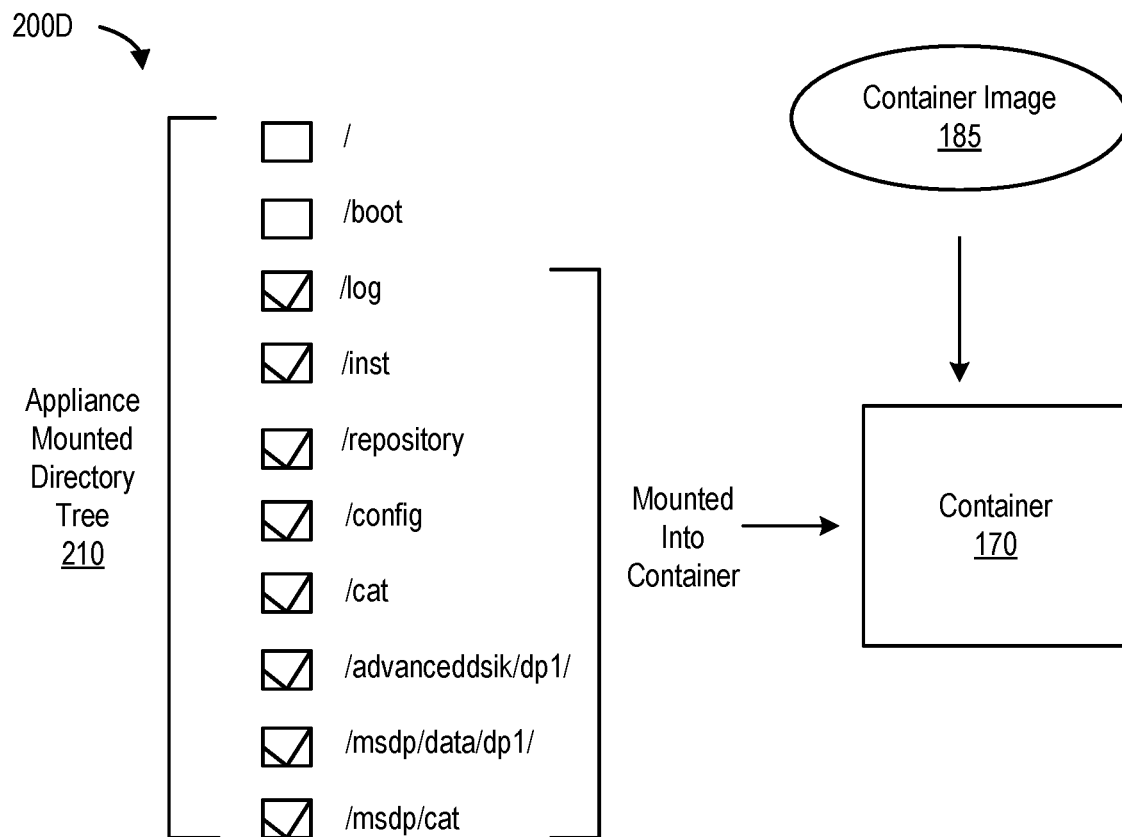 200D
Container Image
185
/
/boot
/log
/inst
/repository
/config
/cat
/advanceddsik/dp1/
/msdp/data/dp1/
/msdp/cat
Appliance
Mounted
Directory
Tree
210
Mounted
Into
Container
Container
170